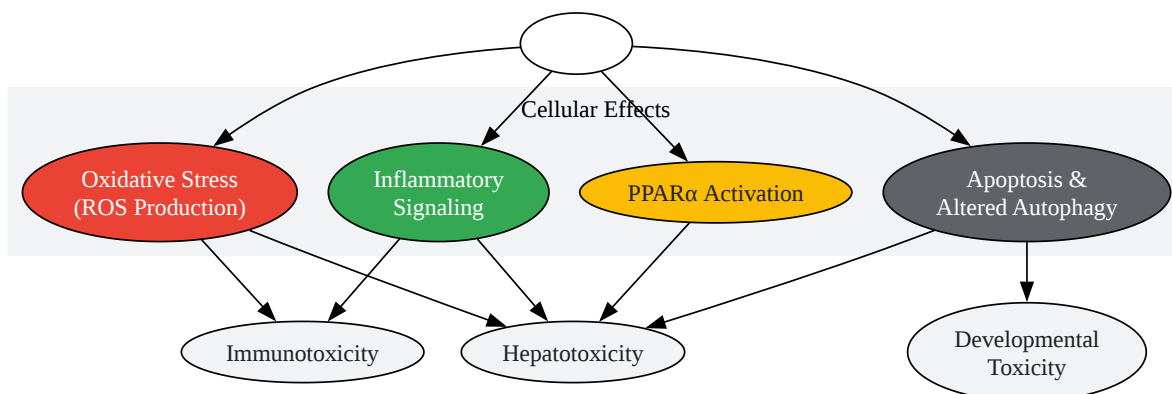 Cellular Effects
Oxidative Stress
(ROS Production)
Inflammatory
Signaling
PPARα Activation
Apoptosis &
Altered Autophagy
Immunotoxicity
Hepatotoxicity
Developmental
Toxicity